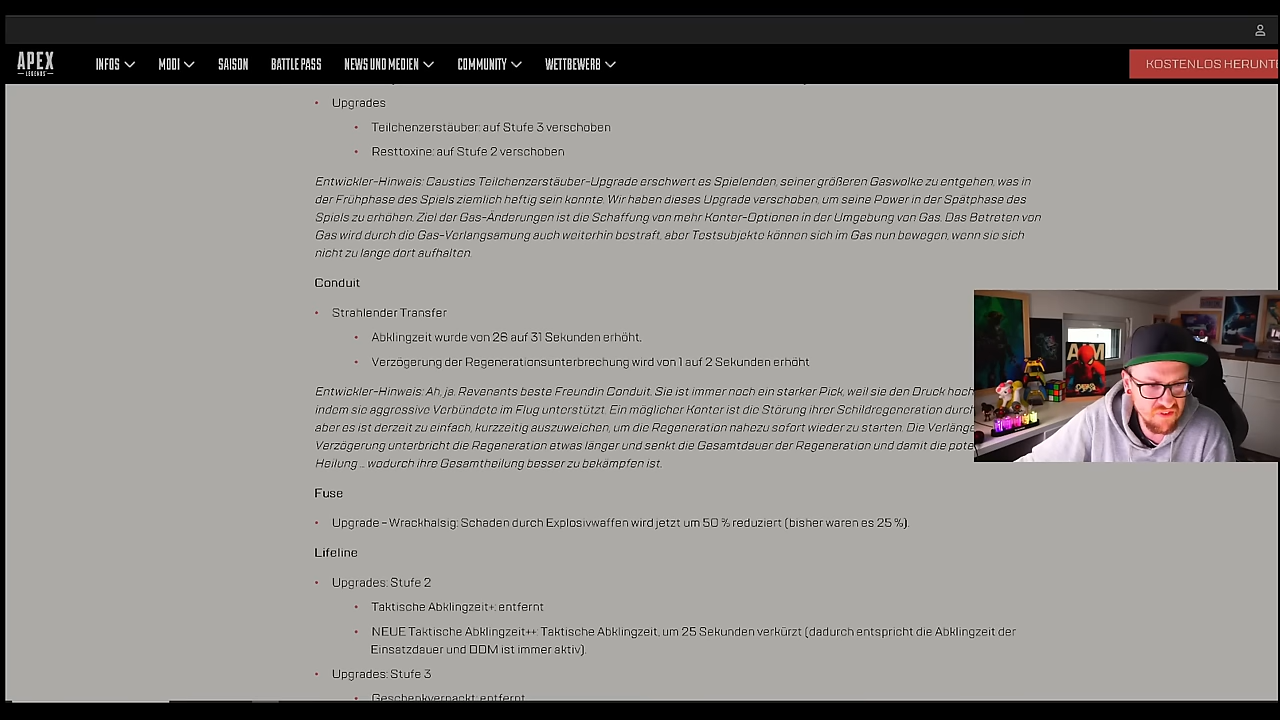 APEX
LEGENDS
INFOS
MODI
SAISON
BATTLE PASS
NEWS UND MEDIEN
COMMUNITY
WETTBEWERB
KOSTENLOS HERUNTE
Upgrades
Teilchenzerstäuber: auf Stufe 3 verschoben
Resttoxine: auf Stufe 2 verschoben
Entwickler-Hinweis: Caustics Teilchenzerstäuber-Upgrade erschwert es Spielenden, seiner größeren Gaswolke zu entgehen, was in
der Frühphase des Spiels ziemlich heftig sein konnte. Wir haben dieses Upgrade verschoben, um seine Power in der Spätphase des
Spiels zu erhöhen. Ziel der Gas-Änderungen ist die Schaffung von mehr Konter-Optionen in der Umgebung von Gas. Das Betreten von
Gas wird durch die Gas-Verlangsamung auch weiterhin bestraft, aber Testsubjekte können sich im Gas nun bewegen, wenn sie sich
nicht zu lange dort aufhalten.
Conduit
Strahlender Transfer
Abklingzeit wurde von 26 auf 31 Sekunden erhöht.
Verzögerung der Regenerationsunterbrechung wird von 1 auf 2 Sekunden erhöht
Entwickler-Hinweis: Ah, ja. Revenants beste Freundin Conduit. Sie ist immer noch ein starker Pick, weil sie den Druck hoch
indem sie aggressive Verbündete im Flug unterstützt. Ein möglicher Konter ist die Störung ihrer Schildregeneration durch
aber es ist derzeit zu einfach, kurzzeitig auszuweichen, um die Regeneration nahezu sofort wieder zu starten. Die Verlänge
Verzögerung unterbricht die Regeneration etwas länger und senkt die Gesamtdauer der Regeneration und damit die pote
Heilung ... wodurch ihre Gesamtheilung besser zu bekämpfen ist.
Fuse
Upgrade – Wrackhalsig: Schaden durch Explosivwaffen wird jetzt um 50 % reduziert (bisher waren es 25 %).
Lifeline
Upgrades: Stufe 2
Taktische Abklingzeit+: entfernt
NEUE Taktische Abklingzeit++: Taktische Abklingzeit, um 25 Sekunden verkürzt (dadurch entspricht die Abklingzeit der
Einsatzdauer und DDM ist immer aktiv).
Upgrades: Stufe 3
Geschenkverpackt: entfernt